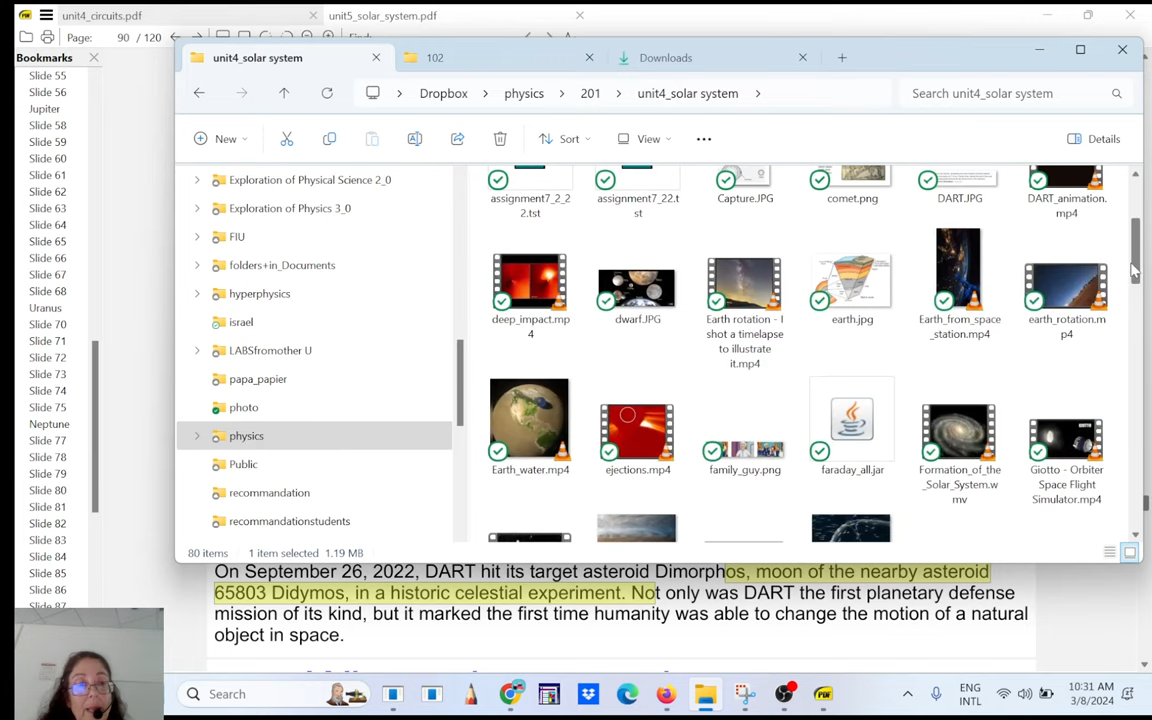 unit4_circuits.pdf
unit5_solar_system.pdf
Page: 90 / 120
Bookmarks
Slide 55
Slide 56
Jupiter
Slide 58
Slide 59
Slide 60
Slide 61
Slide 62
Slide 63
Slide 64
Slide 65
Slide 66
Slide 67
Slide 68
Uranus
Slide 70
Slide 71
Slide 72
Slide 73
Slide 74
Slide 75
Neptune
Slide 77
Slide 78
Slide 79
Slide 80
Slide 81
Slide 82
Slide 83
Slide 84
Slide 85
Slide 86
Slide 87
unit4_solar system
102
Downloads
Dropbox > physics > 201 > unit4_solar system >
Search unit4_solar system
New
Sort
View
Details
Exploration of Physical Science 2_0
Exploration of Physics 3_0
FIU
folders+in_Documents
hyperphysics
israel
LABSfromother U
papa_papier
photo
physics
Public
recommandation
recommandationstudents
assignment7_2_2
2.tst
assignment7_22.t
st
Capture.JPG
comet.png
DART.JPG
DART_animation.
mp4
deep_impact.mp
4
dwarf.JPG
Earth rotation - I
shot a timelapse
to illustrate
it.mp4
earth.jpg
Earth_from_space
_station.mp4
earth_rotation.m
p4
Earth_water.mp4
ejections.mp4
family_guy.png
faraday_all.jar
Formation_of_the
_Solar_System.w
mv
Giotto - Orbiter
Space Flight
Simulator.mp4
80 items
1 item selected 1.19 MB
On September 26, 2022, DART hit its target asteroid Dimorphos, moon of the nearby asteroid
65803 Didymos, in a historic celestial experiment. Not only was DART the first planetary defense
mission of its kind, but it marked the first time humanity was able to change the motion of a natural
object in space.
Search
ENG
INTL
10:31 AM
3/8/2024